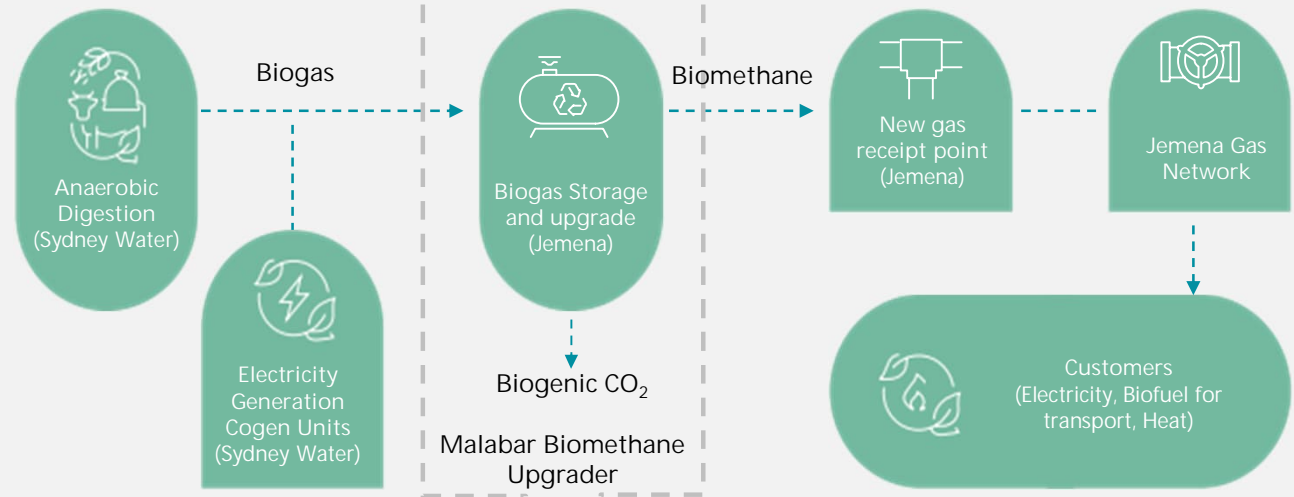 Biogas
Biomethane
Anaerobic
Digestion
(Sydney Water)
Electricity
Generation
Cogen Units
(Sydney Water)
Biogas Storage
and upgrade
(Jemena)
Biogenic CO₂
Malabar Biomethane
Upgrader
New gas
receipt point
(Jemena)
Jemena Gas
Network
Customers
(Electricity, Biofuel for
transport, Heat)